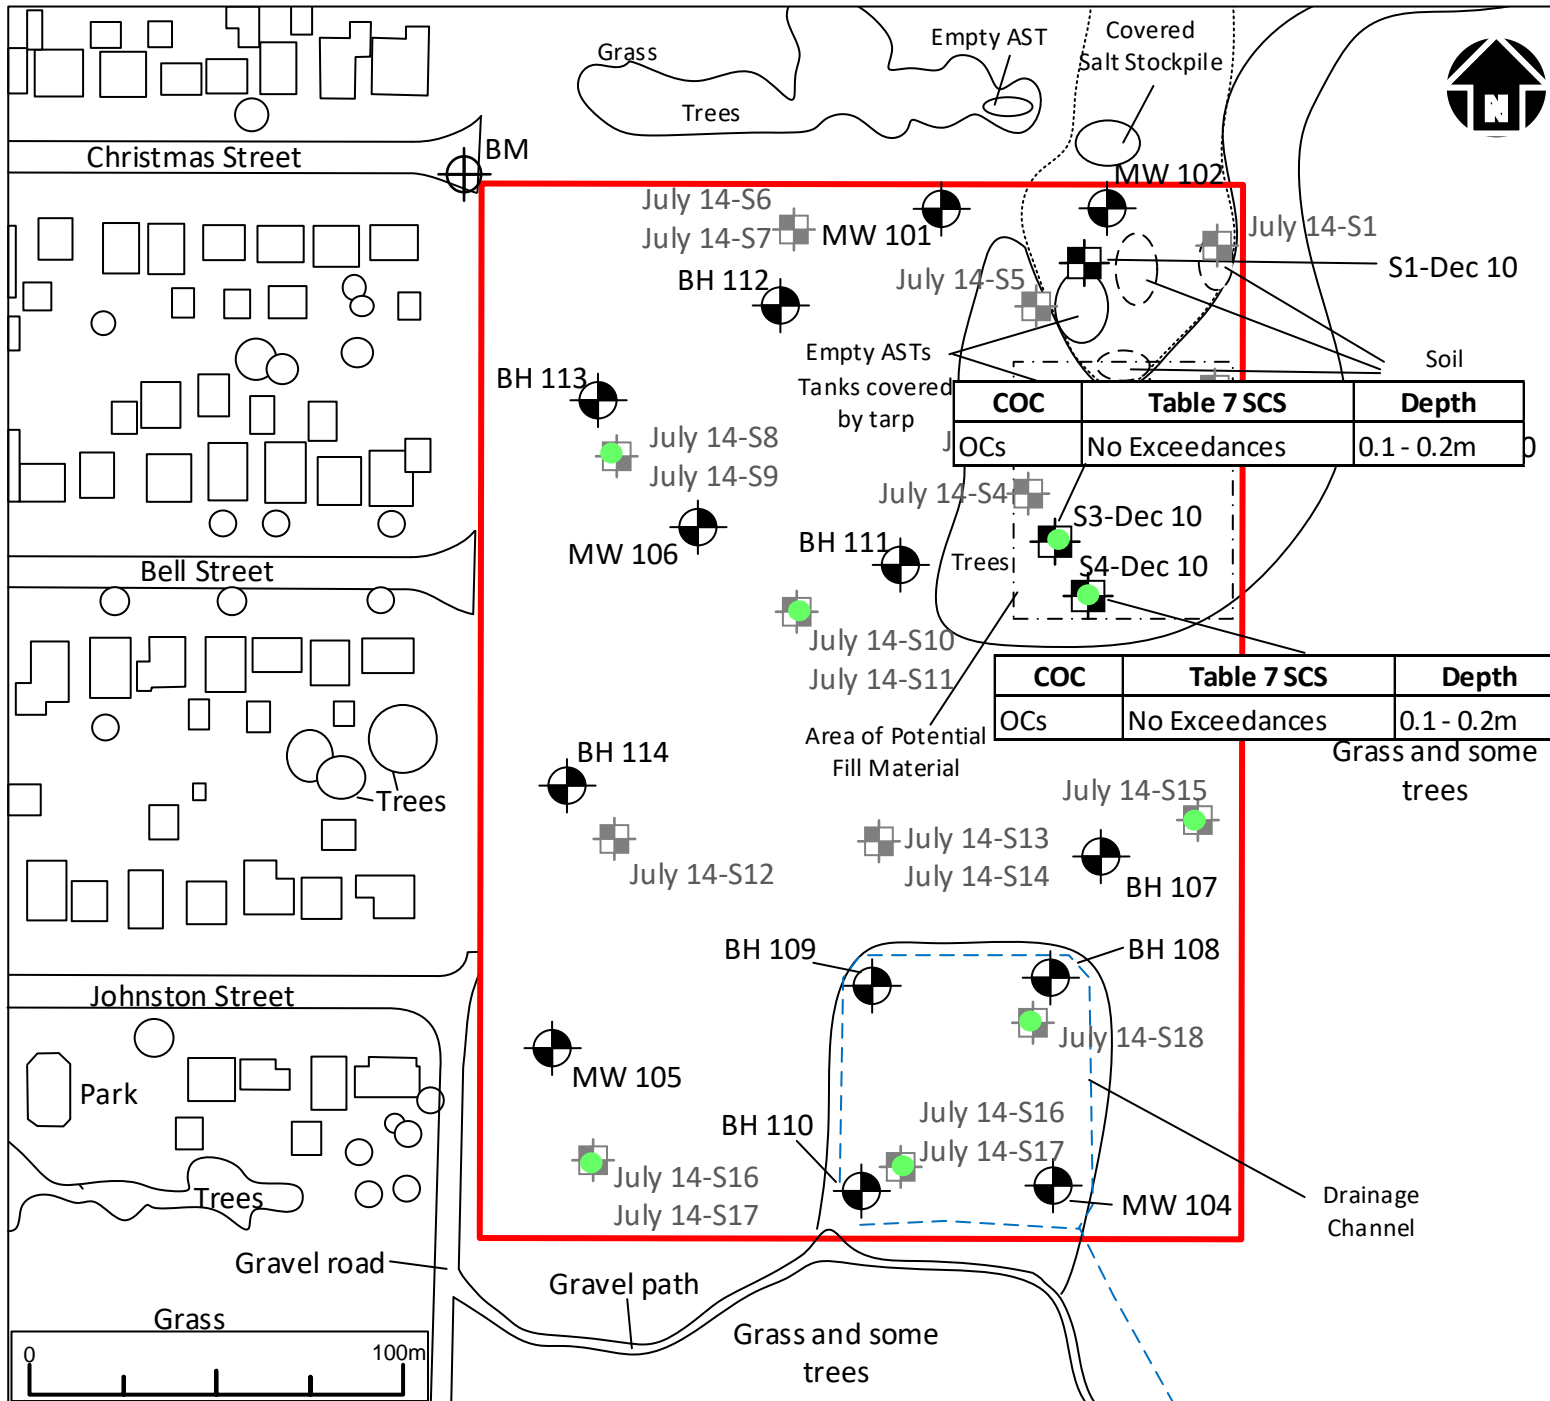 Empty AST
Covered
Salt Stockpile
Grass
Trees
N
Christmas Street
BM
MW 102
July 14-S6
July 14-S7
MW 101
July 14-S1
S1-Dec 10
BH 112
July 14-S5
Empty ASTs
Soil
Tanks covered
by tarp
BH 113
COC Table 7 SCS Depth
OCs No Exceedances 0.1 - 0.2m
July 14-S8
July 14-S9
July 14-S4
S3-Dec 10
MW 106
BH 111
Trees
S4-Dec 10
Bell Street
July 14-S10
July 14-S11
COC Table 7 SCS Depth
OCs No Exceedances 0.1 - 0.2m
Area of Potential
Fill Material
Grass and some
trees
BH 114
Trees
July 14-S15
July 14-S12
July 14-S13
July 14-S14
BH 107
BH 109
BH 108
Johnston Street
July 14-S18
MW 105
Park
BH 110
July 14-S16
July 14-S17
July 14-S16
July 14-S17
MW 104
Drainage
Channel
Trees
Gravel road
Gravel path
Grass
Grass and some
trees
0 100m